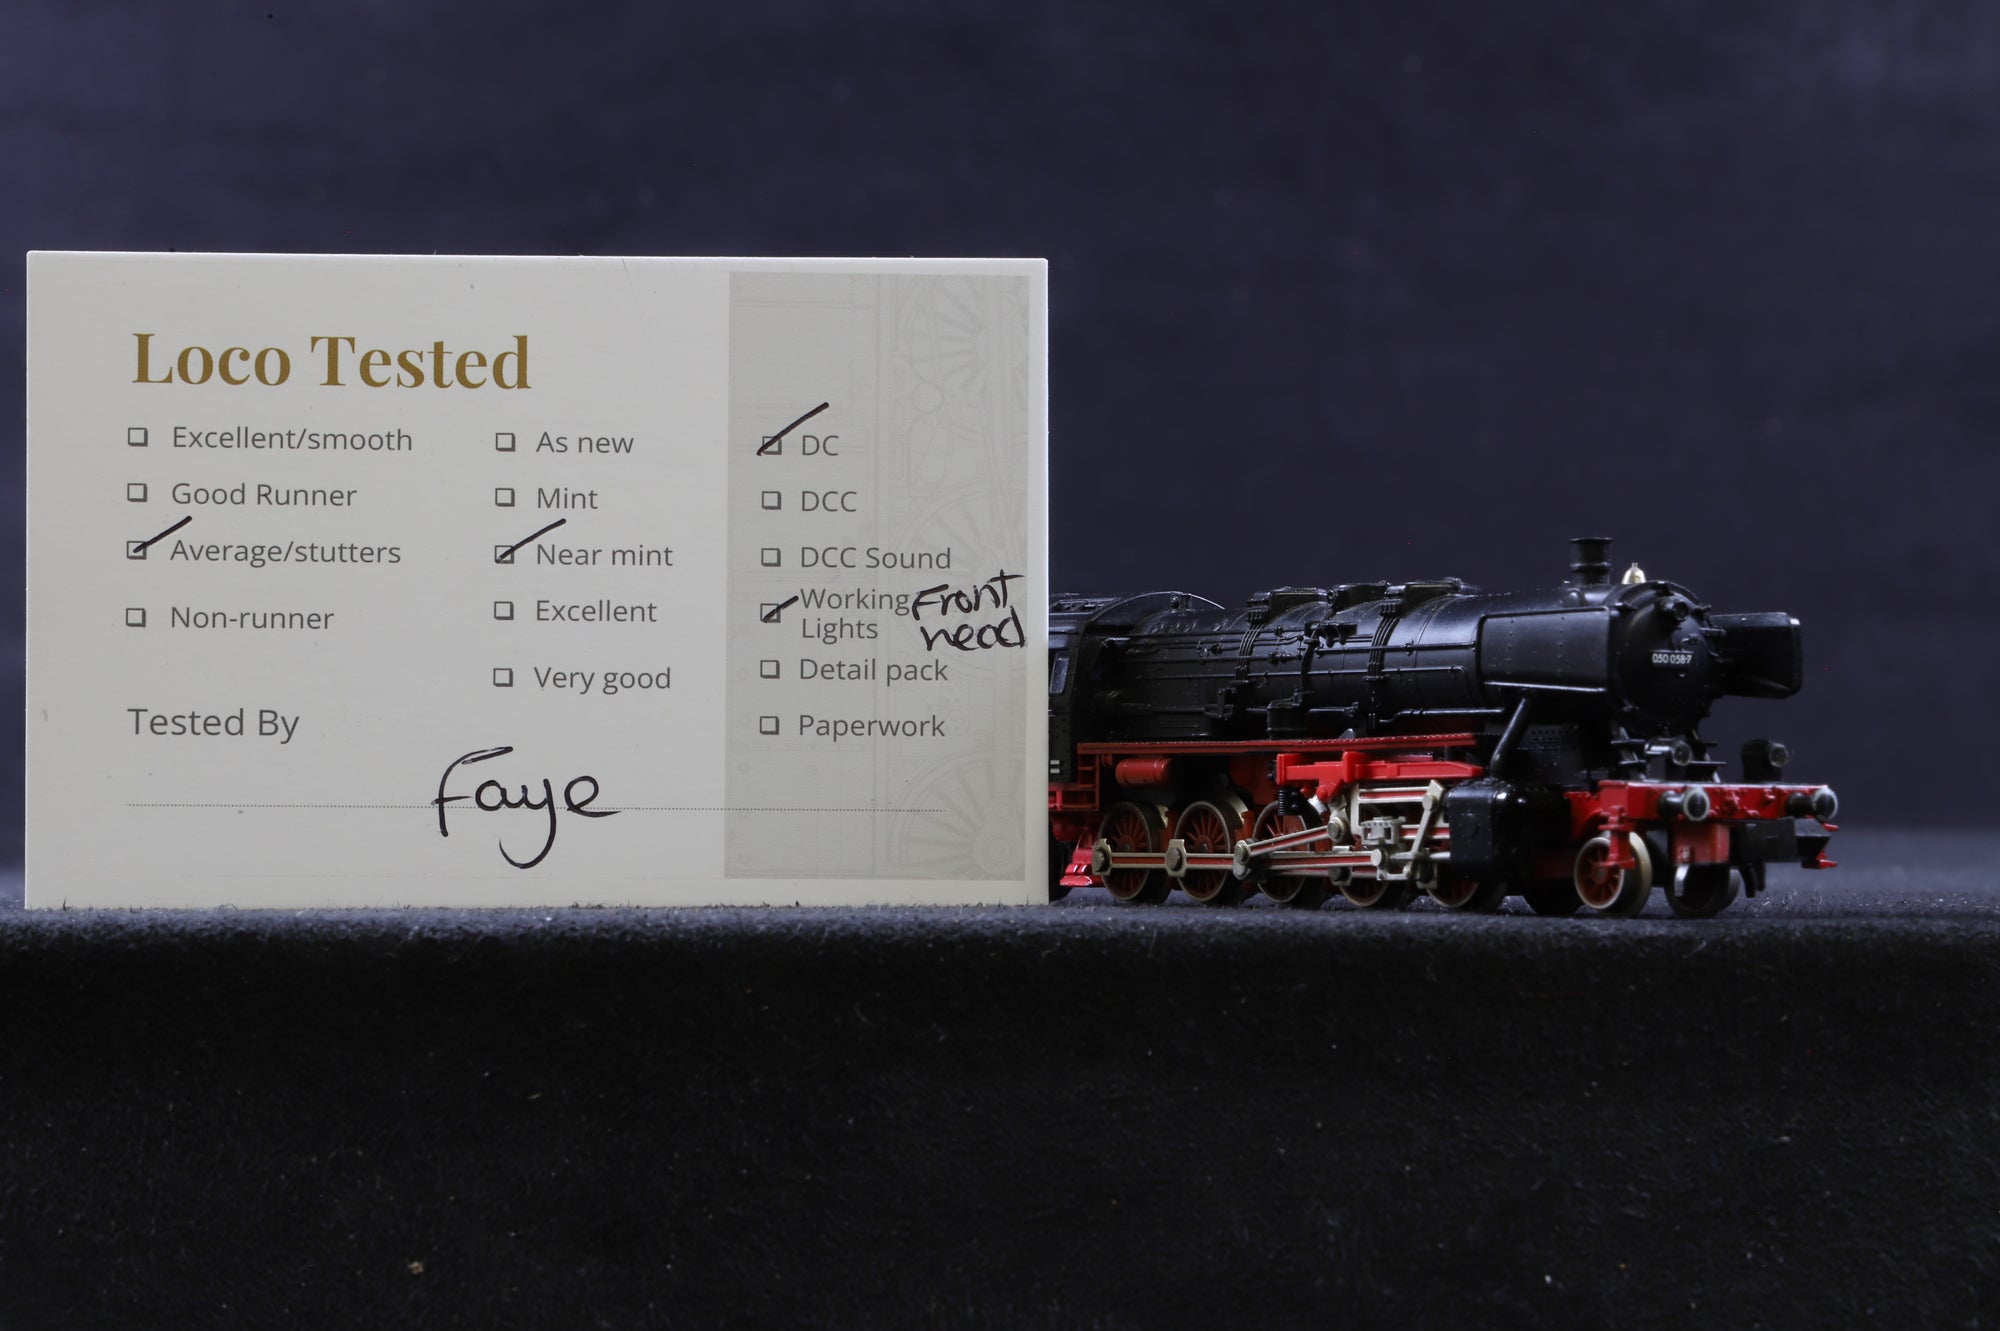 Loco Tested
Excellent/smooth
Good Runner
Average/stutters
Non-runner
As new
Mint
Near mint
Excellent
Very good
DC
DCC
DCC Sound
Working Front
Lights head
Detail pack
Paperwork
Tested By
Faye
050 058-7